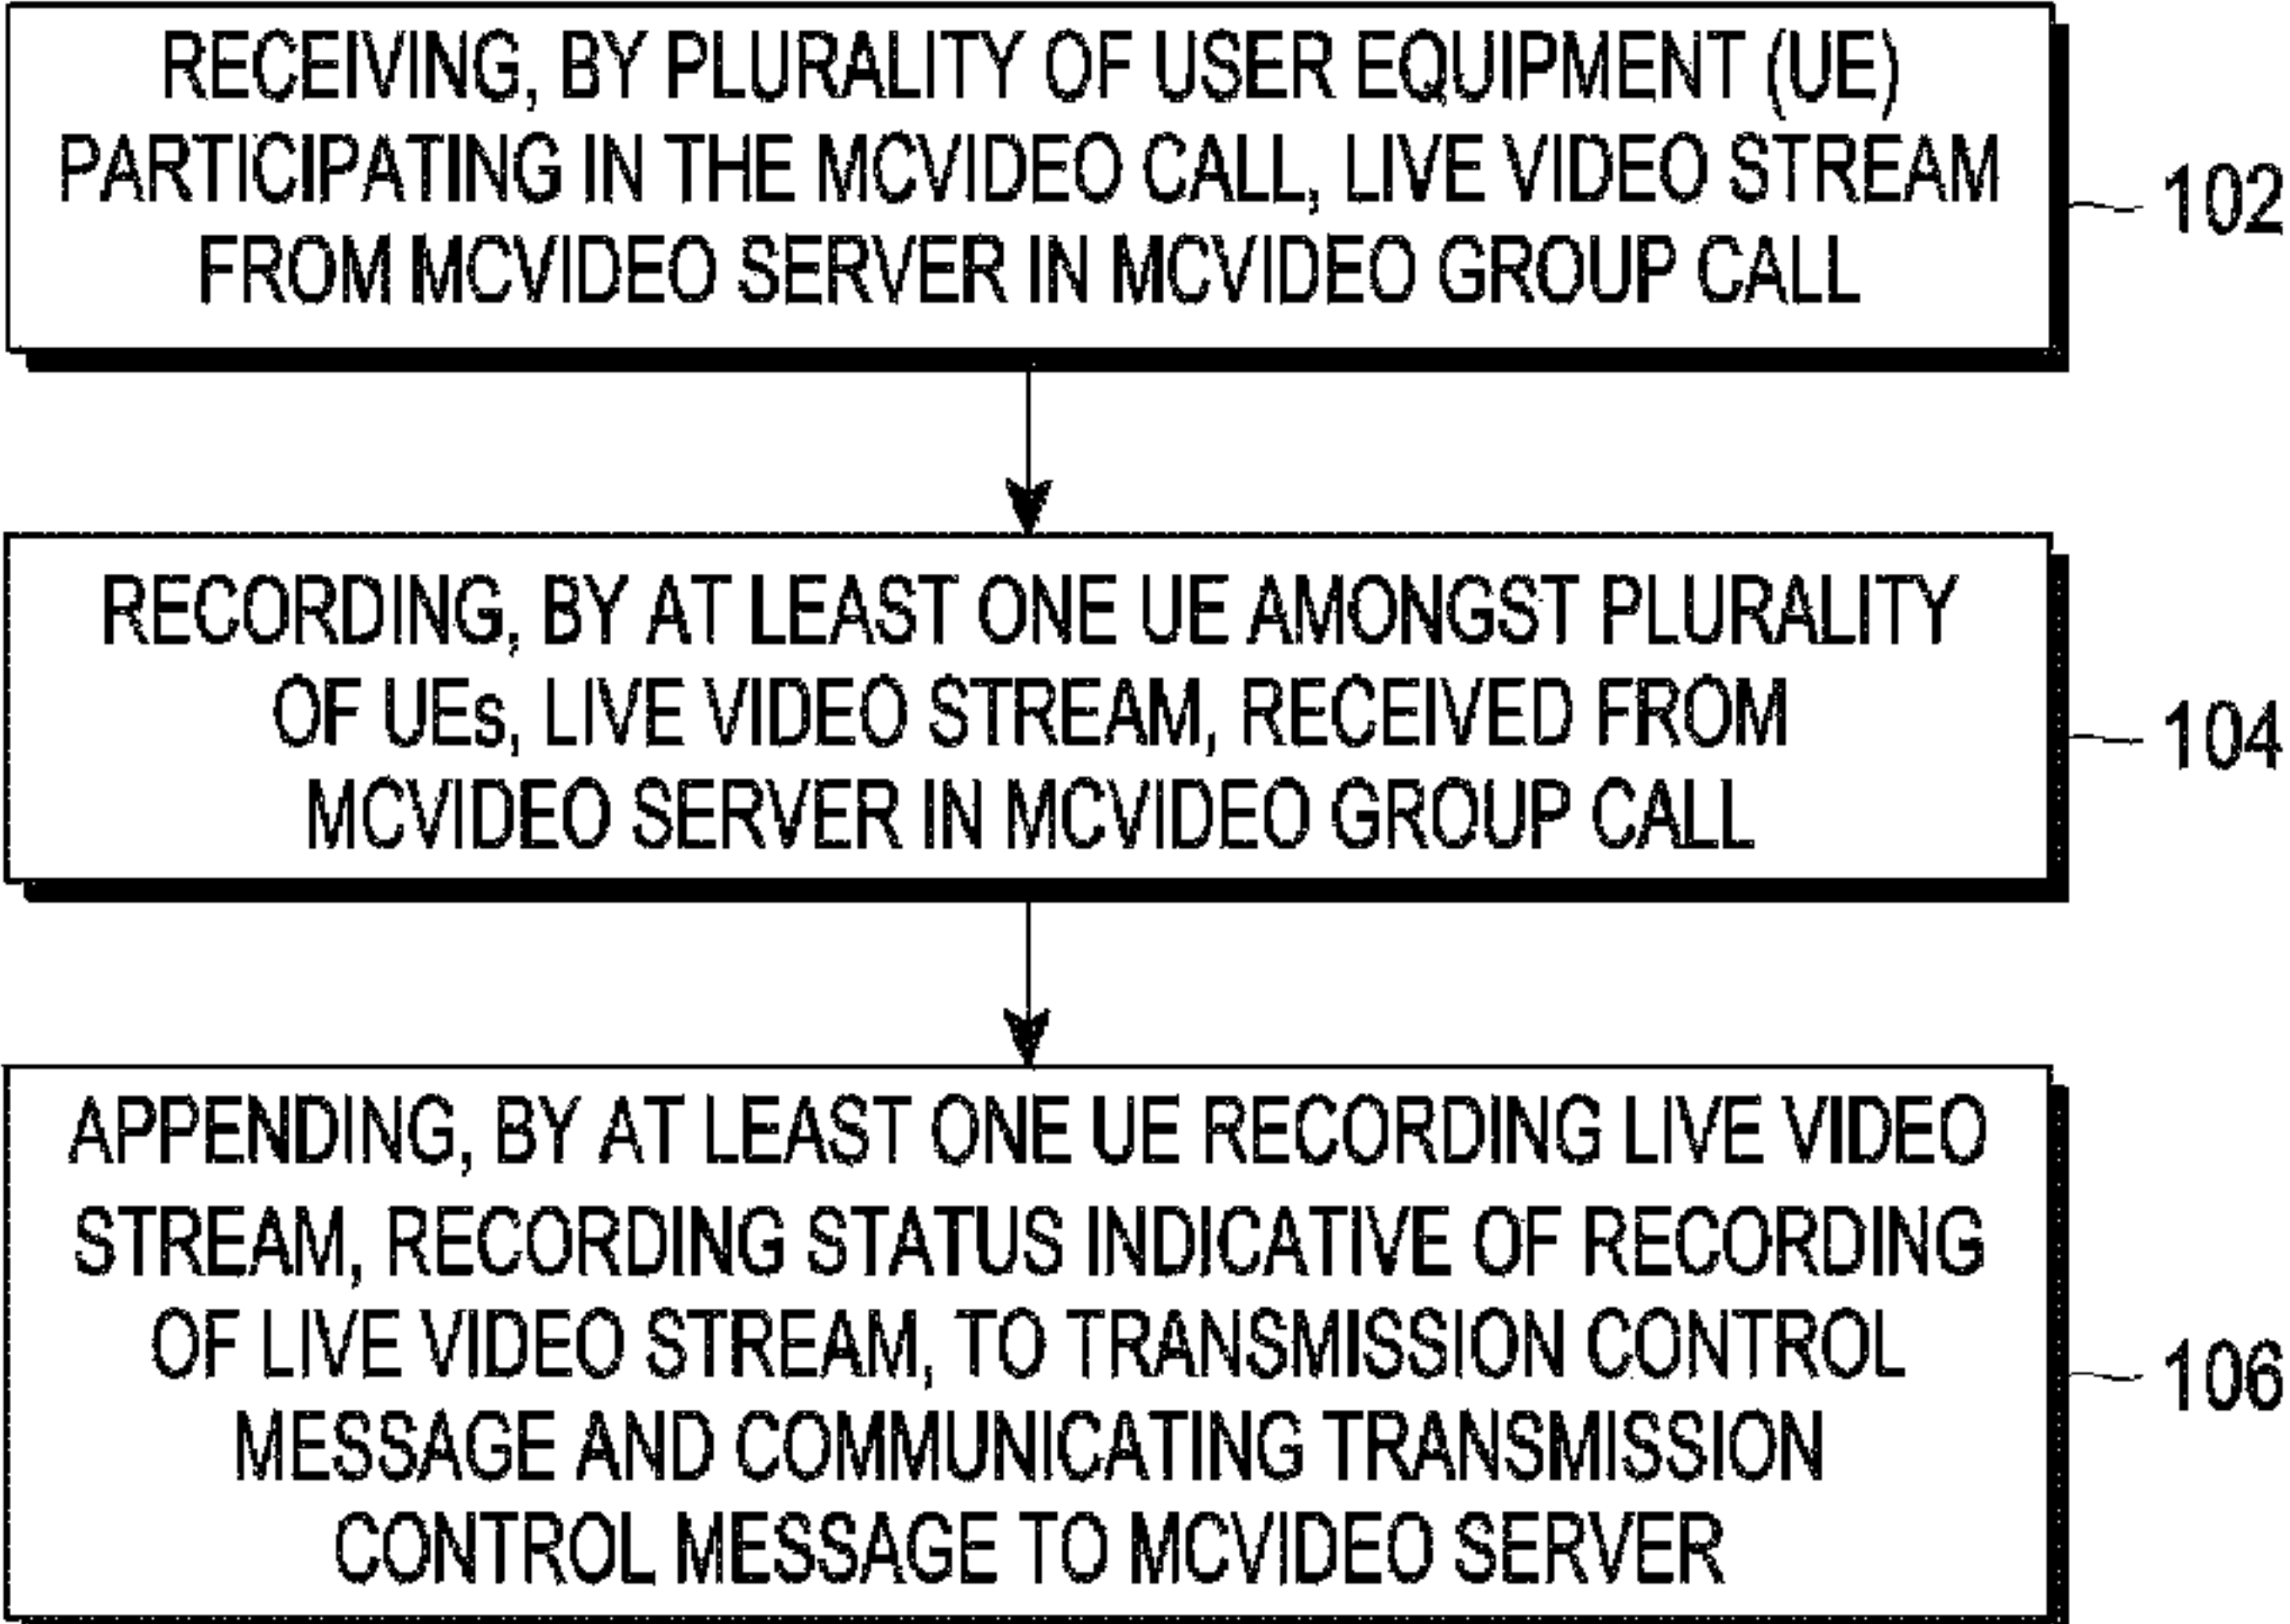 RECEIVING, BY PLURALITY OF USER EQUIPMENT (UE)
PARTICIPATING IN THE MCVIDEO CALL, LIVE VIDEO STREAM
FROM MCVIDEO SERVER IN MCVIDEO GROUP CALL
102
RECORDING, BY AT LEAST ONE UE AMONGST PLURALITY
OF UEs, LIVE VIDEO STREAM, RECEIVED FROM
MCVIDEO SERVER IN MCVIDEO GROUP CALL
104
APPENDING, BY AT LEAST ONE UE RECORDING LIVE VIDEO
STREAM, RECORDING STATUS INDICATIVE OF RECORDING
OF LIVE VIDEO STREAM, TO TRANSMISSION CONTROL
MESSAGE AND COMMUNICATING TRANSMISSION
CONTROL MESSAGE TO MCVIDEO SERVER
106